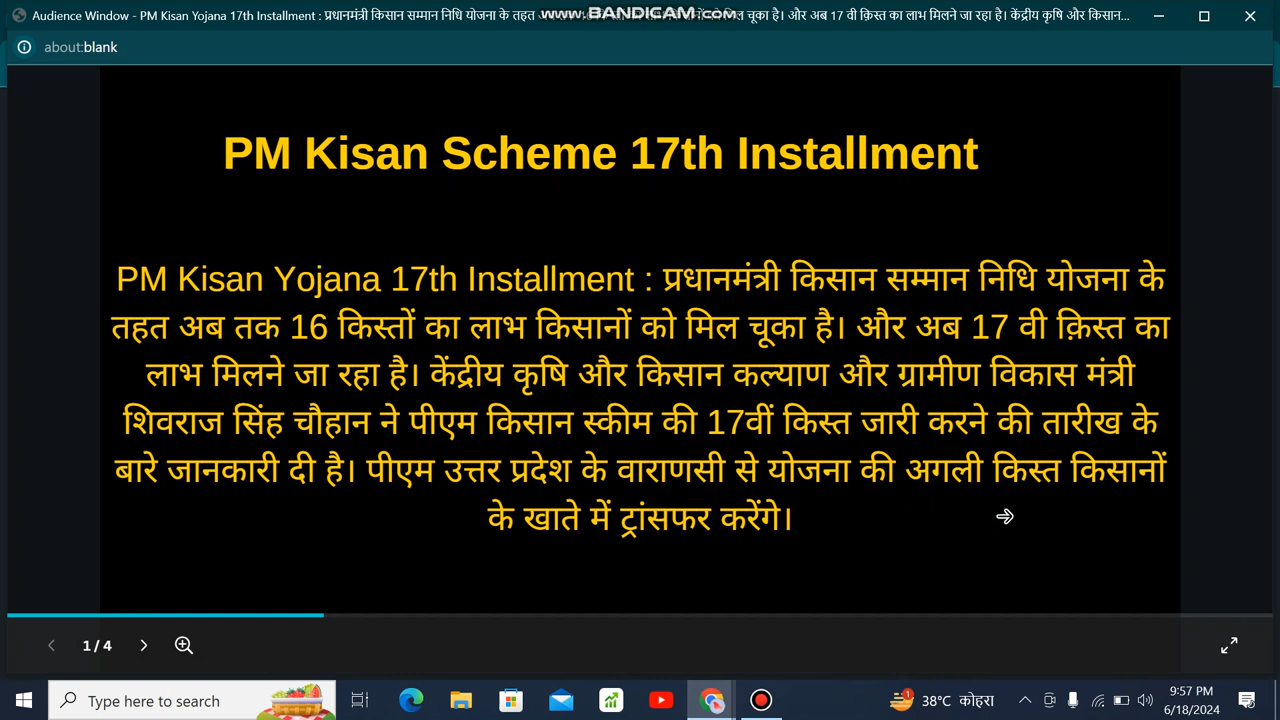 Audience Window - PM Kisan Yojana 17th Installment : प्रधानमंत्री किसान सम्मान निधि योजना के तहत मिल चूका है। और अब 17 वी क़िस्त का लाभ मिलने जा रहा है। केंद्रीय कृषि और किसान...
www.BANDICAM.com
about:blank
PM Kisan Scheme 17th Installment
PM Kisan Yojana 17th Installment : प्रधानमंत्री किसान सम्मान निधि योजना के
तहत अब तक 16 किस्तों का लाभ किसानों को मिल चूका है। और अब 17 वी क़िस्त का
लाभ मिलने जा रहा है। केंद्रीय कृषि और किसान कल्याण और ग्रामीण विकास मंत्री
शिवराज सिंह चौहान ने पीएम किसान स्कीम की 17वीं किस्त जारी करने की तारीख के
बारे जानकारी दी है। पीएम उत्तर प्रदेश के वाराणसी से योजना की अगली किस्त किसानों
के खाते में ट्रांसफर करेंगे।
1 / 4
Type here to search
1
38°C कोहरा
9:57 PM
6/18/2024